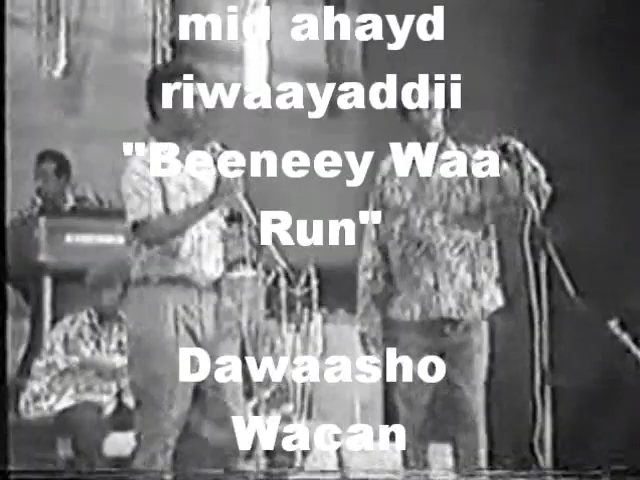 mid ahayd
riwaayaddii
"Beeneey Waa
Run"
Dawaasho
Wacan